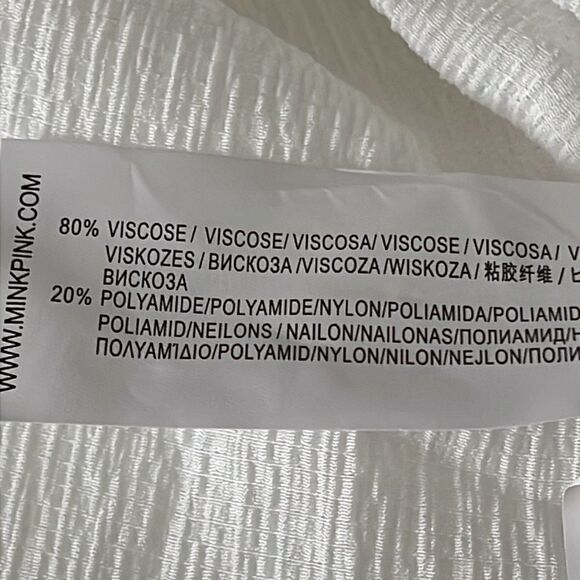 WWW.MINKPINK.COM
80% VISCOSE / VISCOSE/ VISCOSA/ VISCOSE / VISCOSA /
VISKOZES / ВИСКОЗА /VISCOZA /WISKOZA / 粘胶纤维 /
ВИСКОЗА
20% POLYAMIDE/POLYAMIDE/NYLON/POLIAMIDA/POLIAMID
POLIAMID/NEILONS / NAILON/NAILONAS/ПОЛИАМИД/
ΠΟΛΥΑΜΊΔΙΟ/POLYAMID/NYLON/NILON/NEJLON/ПОЛИ